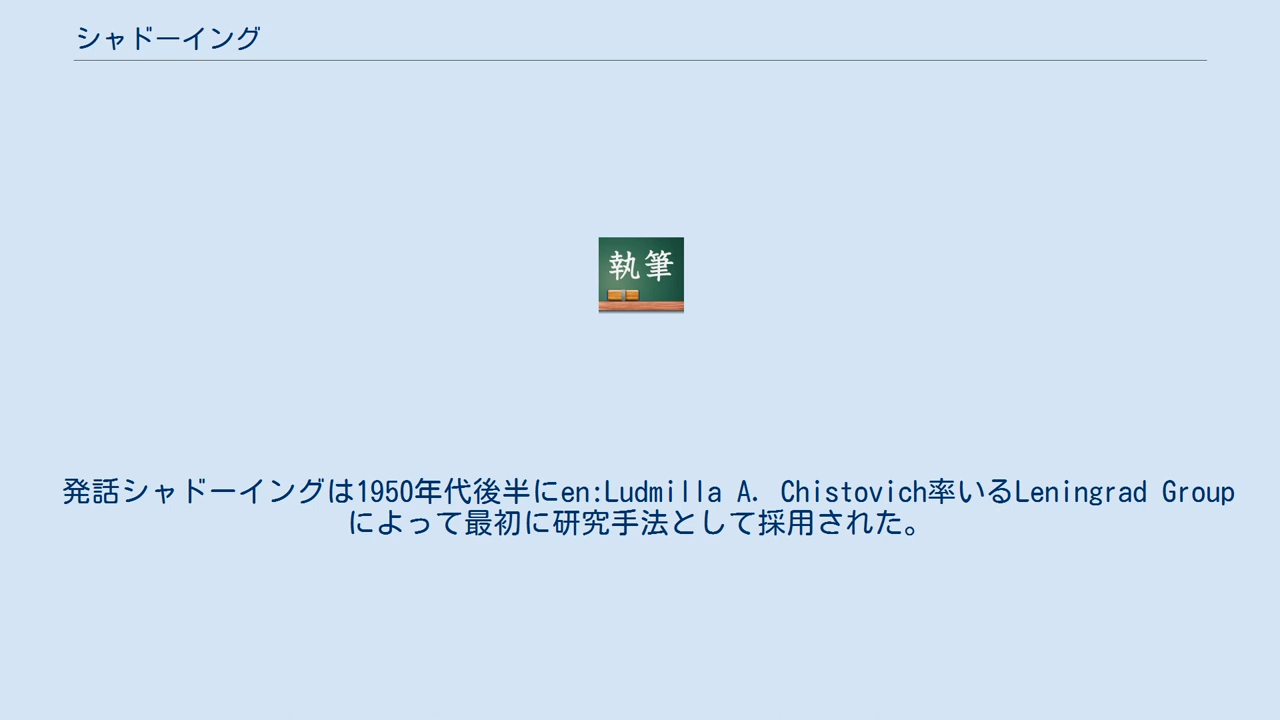 シャドーイング
執筆
発話シャドーイングは1950年代後半にen:Ludmilla A. Chistovich率いるLeningrad Group
によって最初に研究手法として採用された。